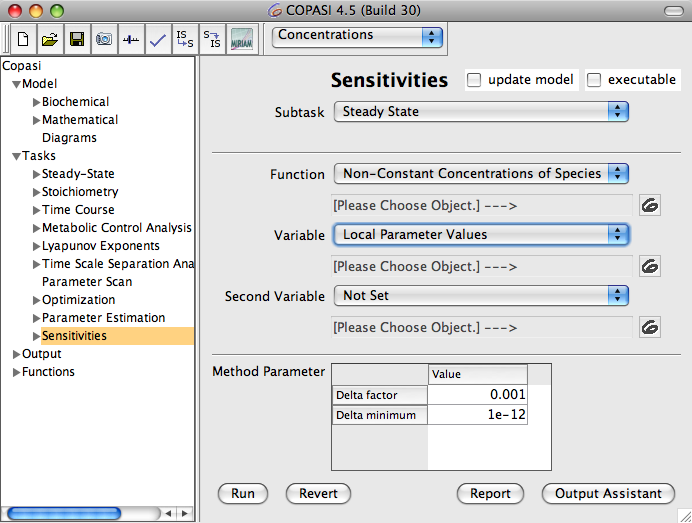 COPASI 4.5 (Build 30)
IS S Concentrations
S IS MIRIAM
Copasi
Model
Biochemical
Mathematical
Diagrams
Tasks
Steady-State
Stoichiometry
Time Course
Metabolic Control Analysis
Lyapunov Exponents
Time Scale Separation Ana
Parameter Scan
Optimization
Parameter Estimation
Sensitivities
Output
Functions
Sensitivities update model executable
Subtask Steady State
Function Non-Constant Concentrations of Species
[Please Choose Object.] --->
Variable Local Parameter Values
[Please Choose Object.] --->
Second Variable Not Set
[Please Choose Object.] --->
Method Parameter Value
Delta factor 0.001
Delta minimum 1e-12
Run Revert Report Output Assistant